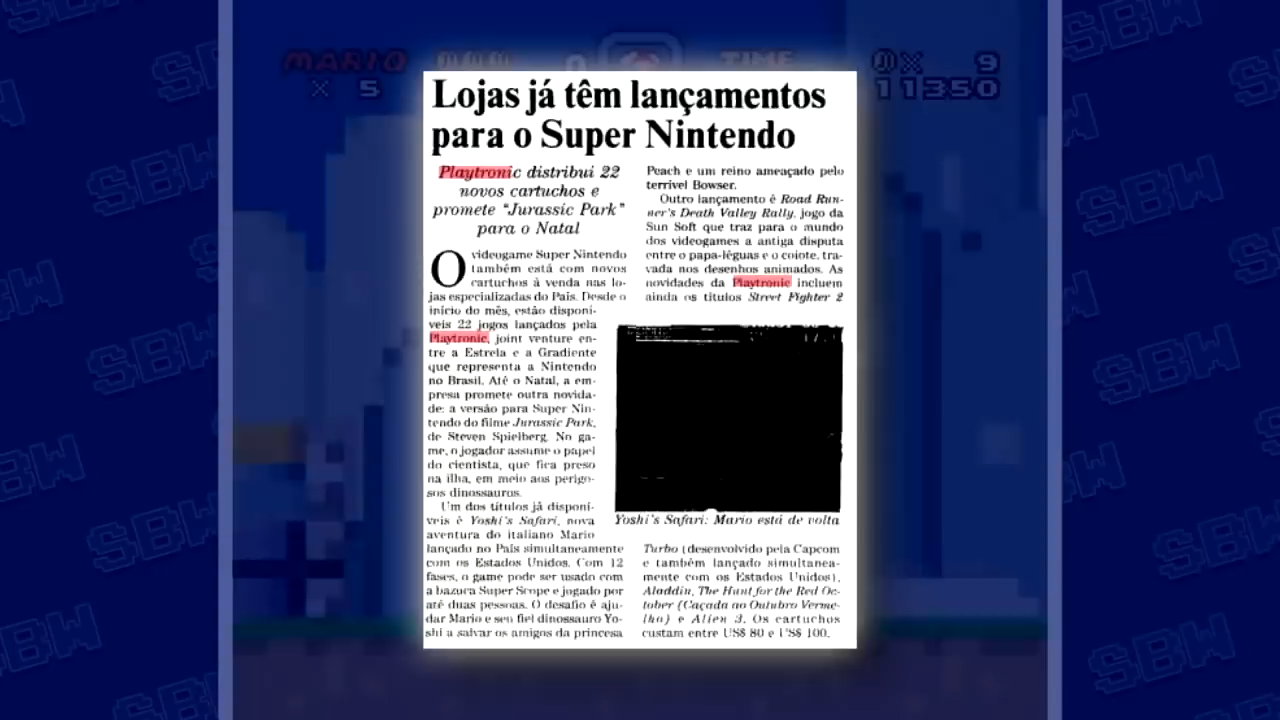 MARIO
TIME
X 5
X 9
11350
Lojas já têm lançamentos
para o Super Nintendo
Playtronic distribui 22
novos cartuchos e
promete “Jurassic Park”
para o Natal
O videogame Super Nintendo
também está com novos
cartuchos à venda nas lo-
jas especializadas do País. Desde o
início do mês, estão disponí-
veis 22 jogos lançados pela
Playtronic, joint venture en-
tre a Estrela e a Gradiente
que representa a Nintendo
no Brasil. Até o Natal, a em-
presa promete outra novida-
de: a versão para Super Nin-
tendo do filme Jurassic Park,
de Steven Spielberg. No ga-
me, o jogador assume o papel
do cientista, que fica preso
na ilha, em meio aos perigo-
sos dinossauros.
Um dos títulos já disponí-
veis é Yoshi's Safari, nova
aventura do italiano Mario
lançado no País simultaneamente
com os Estados Unidos. Com 12
fases, o game pode ser usado com
a bazuca Super Scope e jogado por
até duas pessoas. O desafio é aju-
dar Mario e seu fiel dinossauro Yo-
shi a salvar os amigos da princesa
Peach e um reino ameaçado pelo
terrível Bowser.
Outro lançamento é Road Run-
ner's Death Valley Rally, jogo da
Sun Soft que traz para o mundo
dos videogames a antiga disputa
entre o papa-léguas e o coiote, tra-
vada nos desenhos animados. As
novidades da Playtronic incluem
ainda os títulos Street Fighter 2
Yoshi's Safari: Mario está de volta
Turbo (desenvolvido pela Capcom
e também lançado simultanea-
mente com os Estados Unidos),
Aladdin, The Hunt for the Red Oc-
tober (Caçada ao Outubro Verme-
lho) e Alien 3. Os cartuchos
custam entre US$ 80 e US$ 100.
SBW
SBW
SBW
SBW
SBW
SBW
SBW
SBW